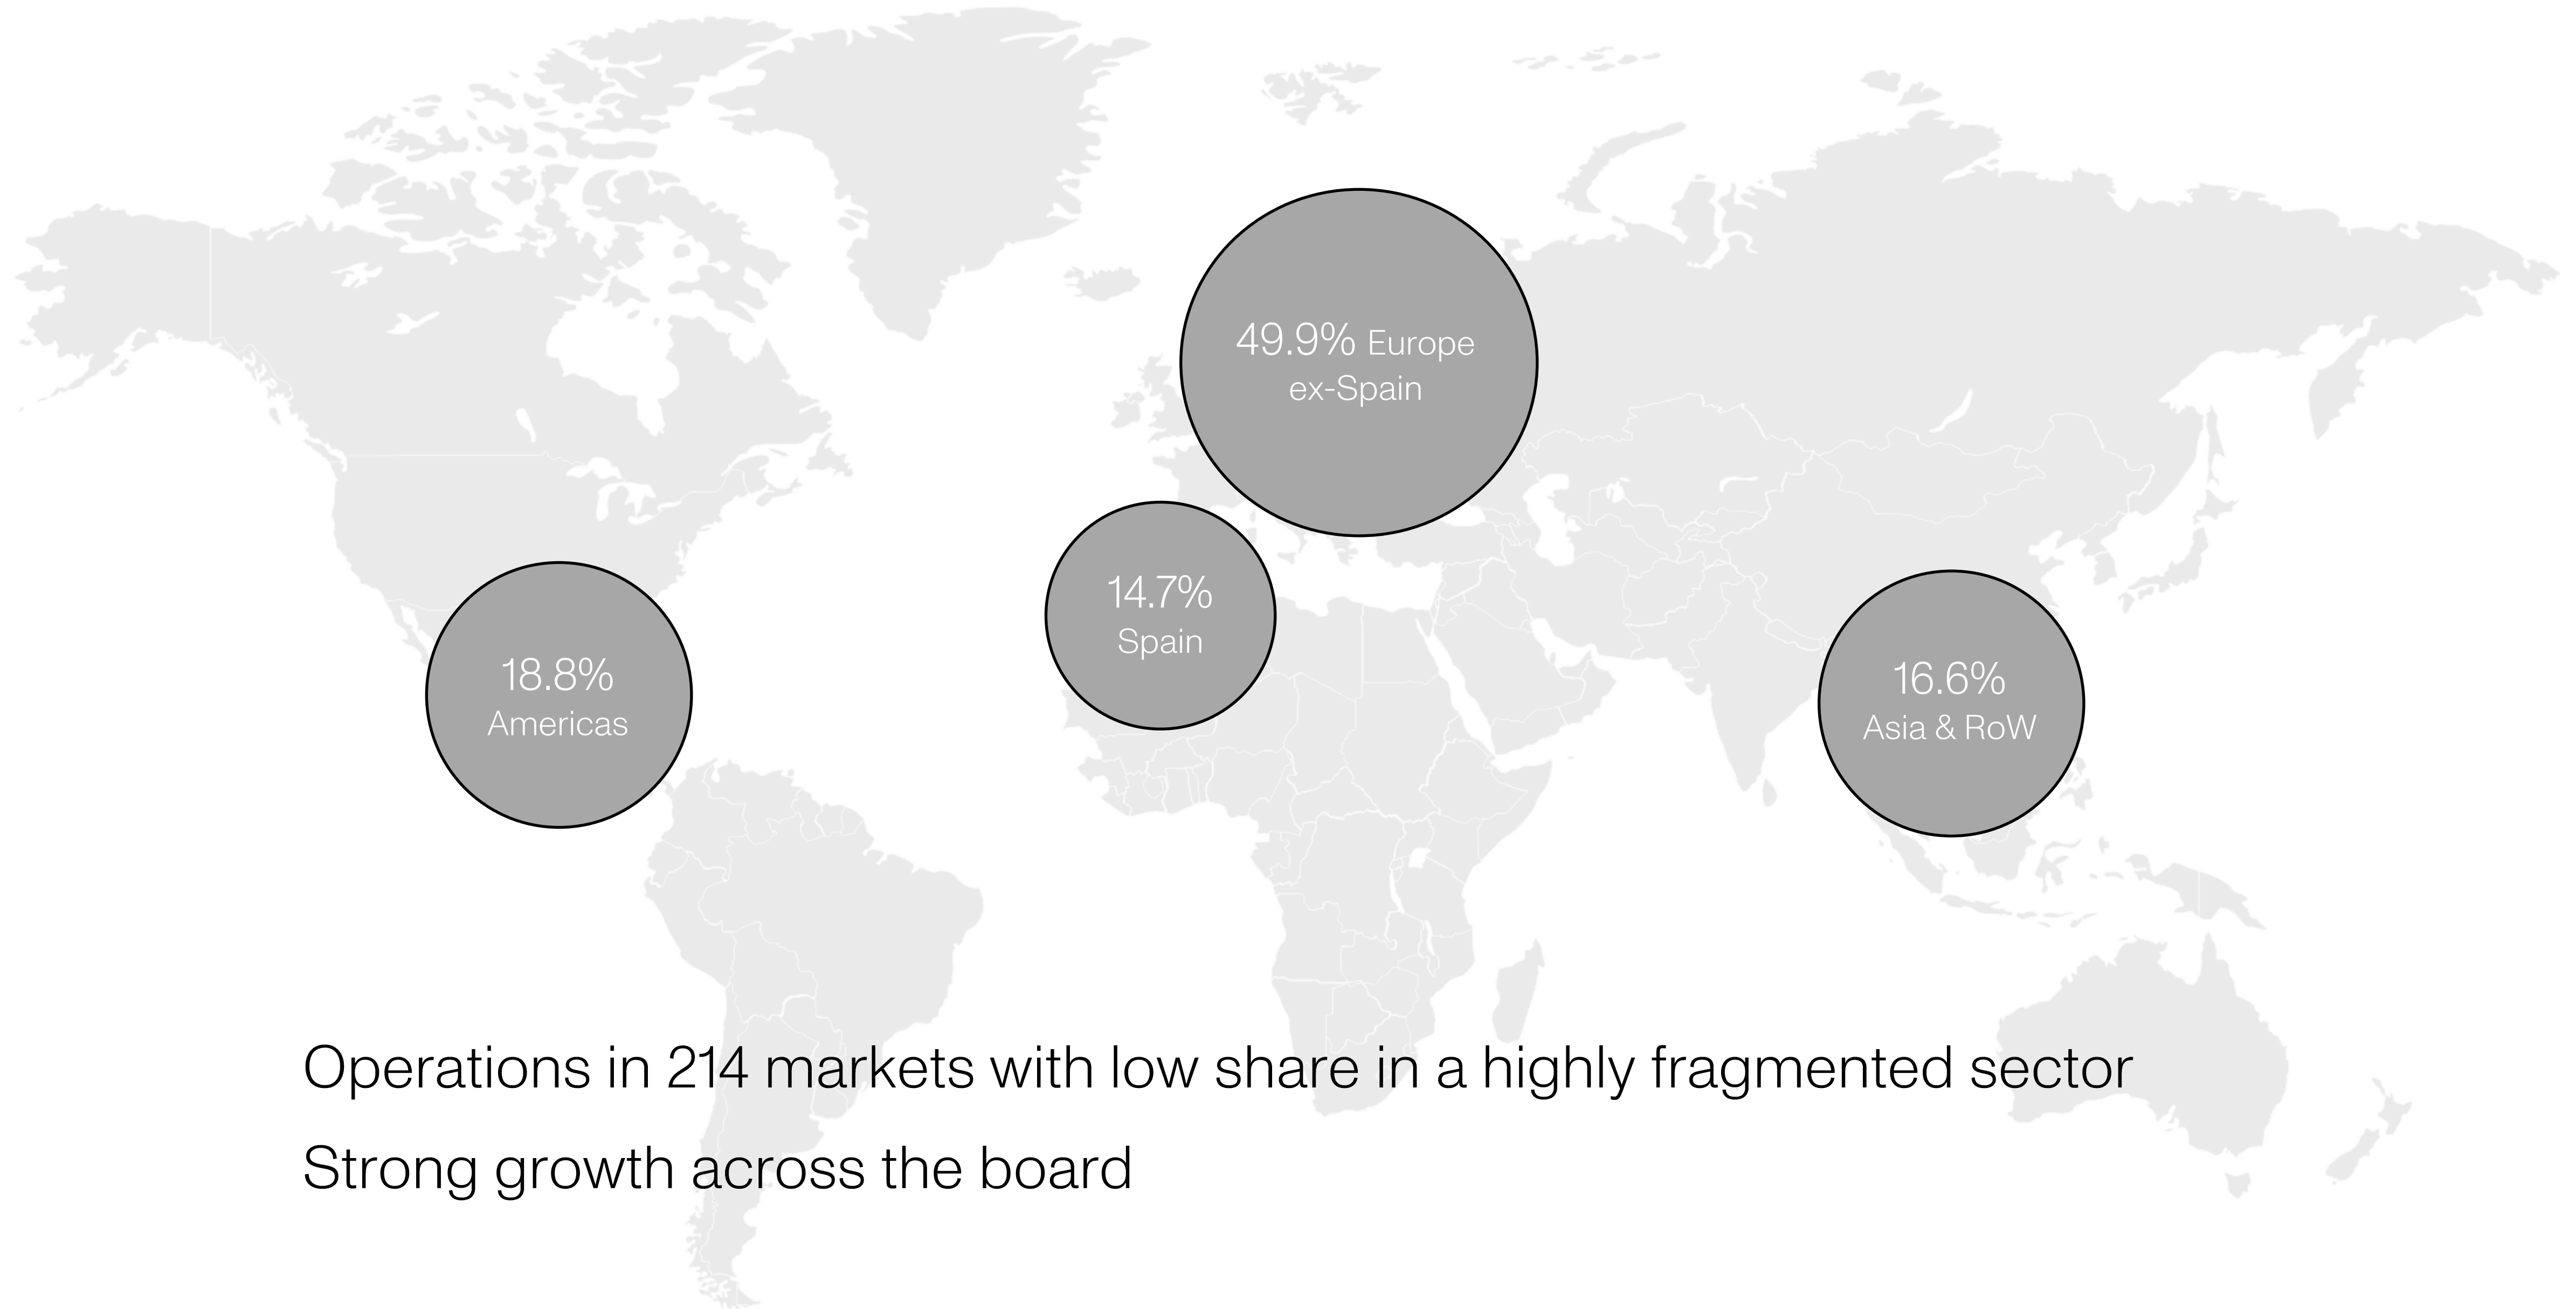 49.9% Europe
ex-Spain
14.7%
Spain
18.8%
Americas
16.6%
Asia & RoW
Operations in 214 markets with low share in a highly fragmented sector
Strong growth across the board